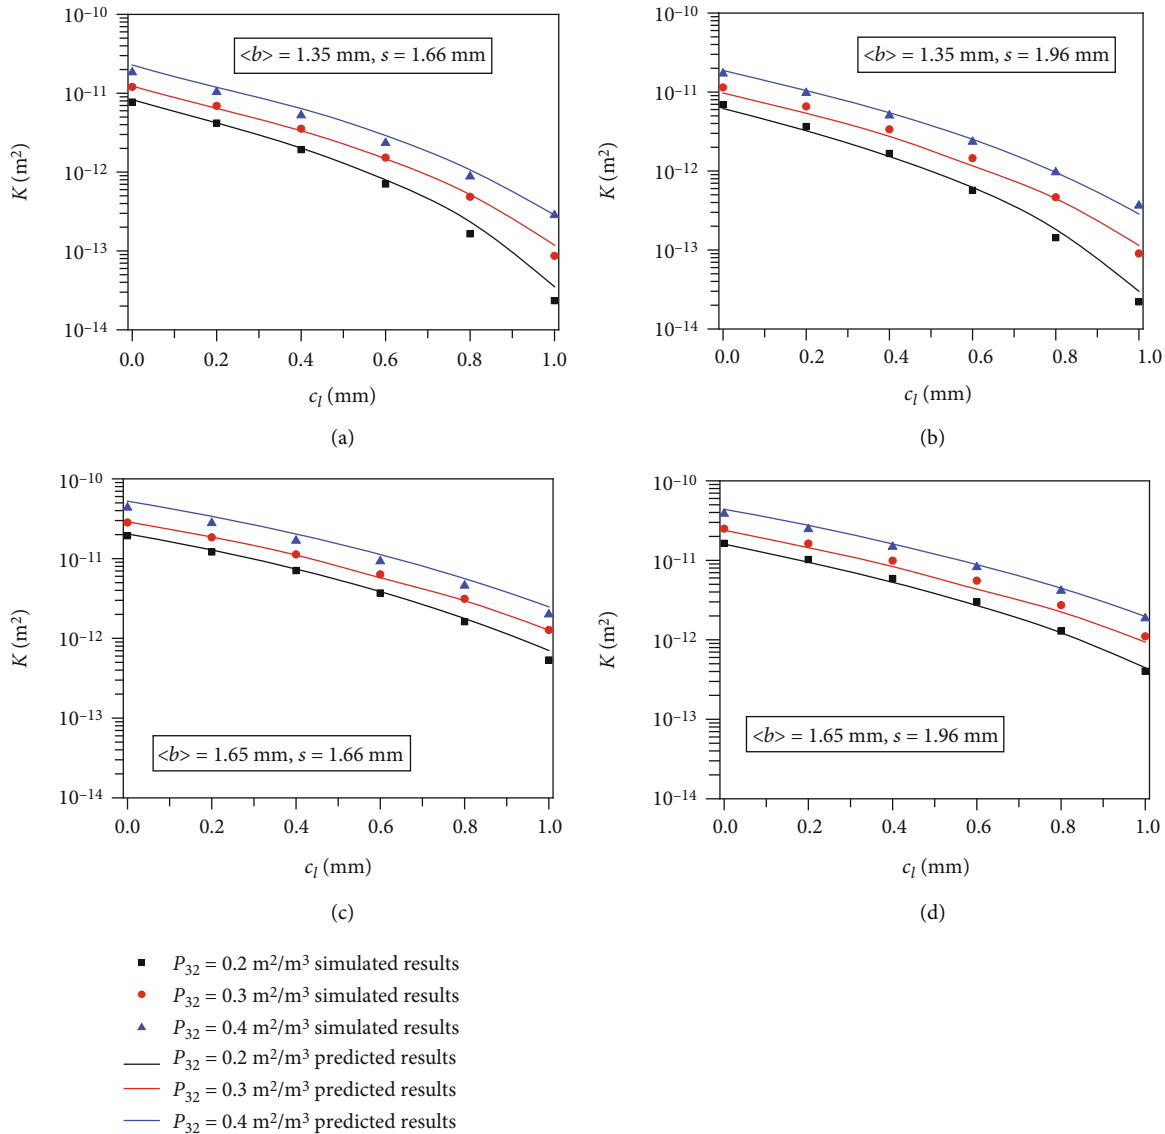 (a)
<b> = 1.35 mm, s = 1.66 mm
K (m²)
10⁻¹⁰
10⁻¹¹
10⁻¹²
10⁻¹³
10⁻¹⁴
0.0 0.2 0.4 0.6 0.8 1.0
c_l (mm)
(a)
(b)
<b> = 1.35 mm, s = 1.96 mm
K (m²)
10⁻¹⁰
10⁻¹¹
10⁻¹²
10⁻¹³
10⁻¹⁴
0.0 0.2 0.4 0.6 0.8 1.0
c_l (mm)
(b)
K (m²)
10⁻¹⁰
10⁻¹¹
10⁻¹²
10⁻¹³
10⁻¹⁴
<b> = 1.65 mm, s = 1.66 mm
0.0 0.2 0.4 0.6 0.8 1.0
c_l (mm)
(c)
K (m²)
10⁻¹⁰
10⁻¹¹
10⁻¹²
10⁻¹³
10⁻¹⁴
<b> = 1.65 mm, s = 1.96 mm
0.0 0.2 0.4 0.6 0.8 1.0
c_l (mm)
(d)
P₃₂ = 0.2 m²/m³ simulated results
P₃₂ = 0.3 m²/m³ simulated results
P₃₂ = 0.4 m²/m³ simulated results
P₃₂ = 0.2 m²/m³ predicted results
P₃₂ = 0.3 m²/m³ predicted results
P₃₂ = 0.4 m²/m³ predicted results